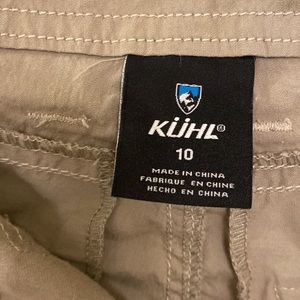 KÜHL®
10
MADE IN CHINA
FABRIQUE EN CHINE
HECHO EN CHINA